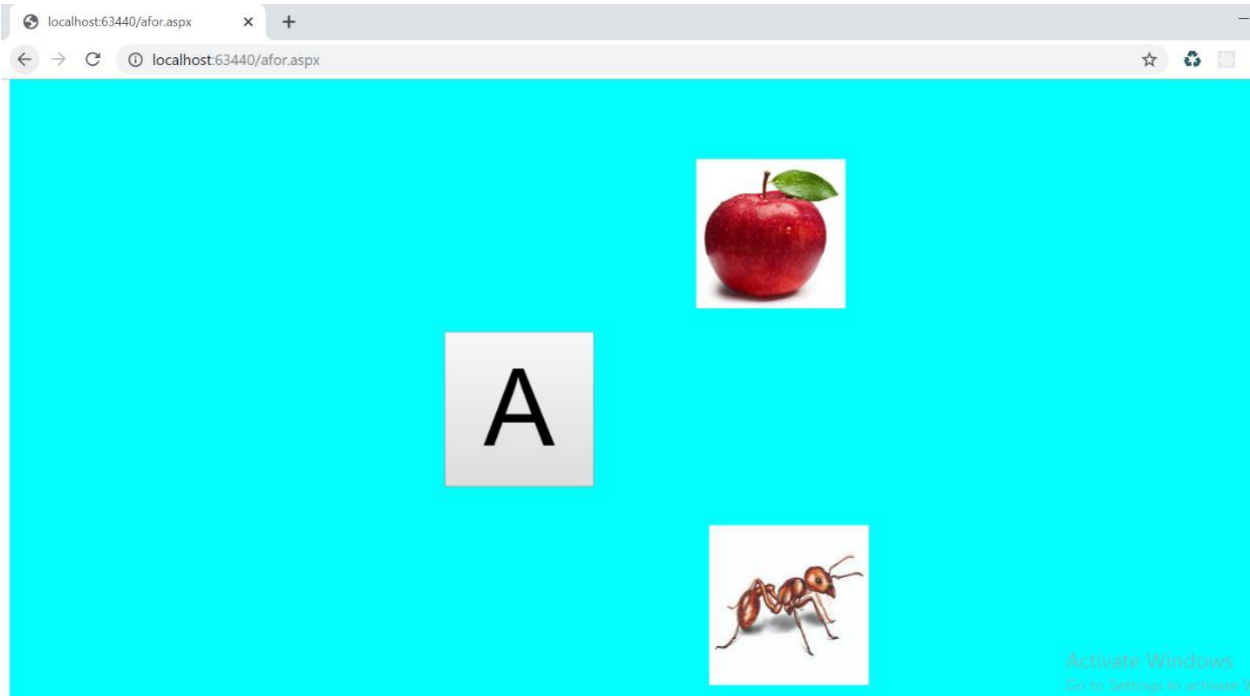 localhost:63440/afor.aspx
localhost:63440/afor.aspx
A
Activate Windows
Go to Settings to activate